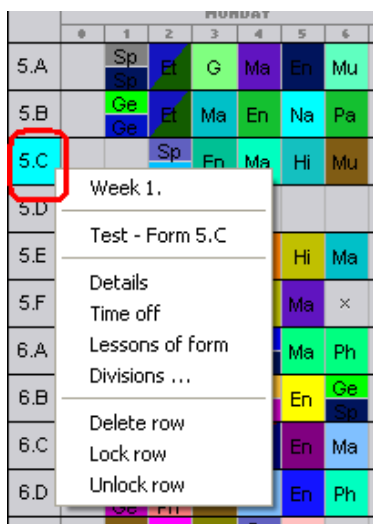 MONDAY
0 1 2 3 4 5 6
5.A Sp Sp Et G Ma En Mu
5.B Ge Ge Et Ma En Na Pa
5.C Sp En Ma Hi Mu
Week 1.
5.D
Test - Form 5.C
5.E Hi Ma
Details
5.F Ma ×
Time off
6.A Ma Ph
Lessons of form
Divisions ...
6.B En Ge Sp
Delete row
6.C En Ma
Lock row
6.D En Ph
Unlock row
Ge Ph